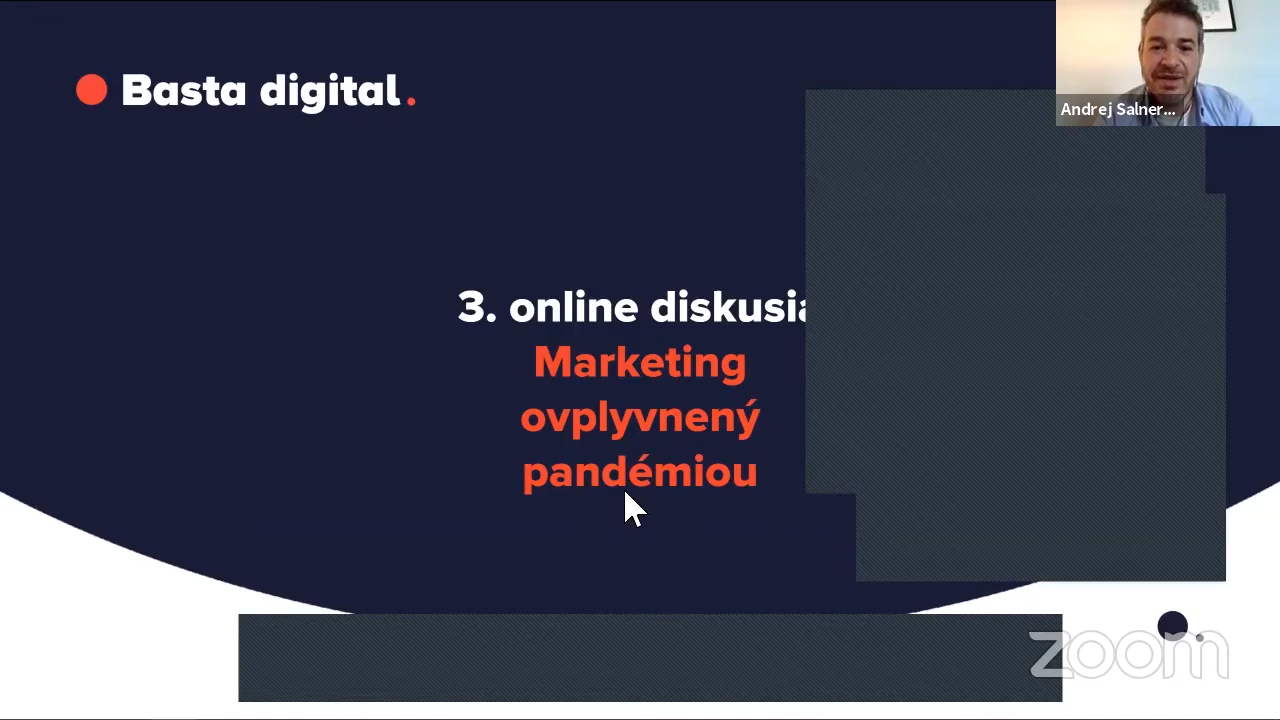 Basta digital.
Andrej Salner...
3. online diskusia
Marketing
ovplyvnený
pandémiou
zoom